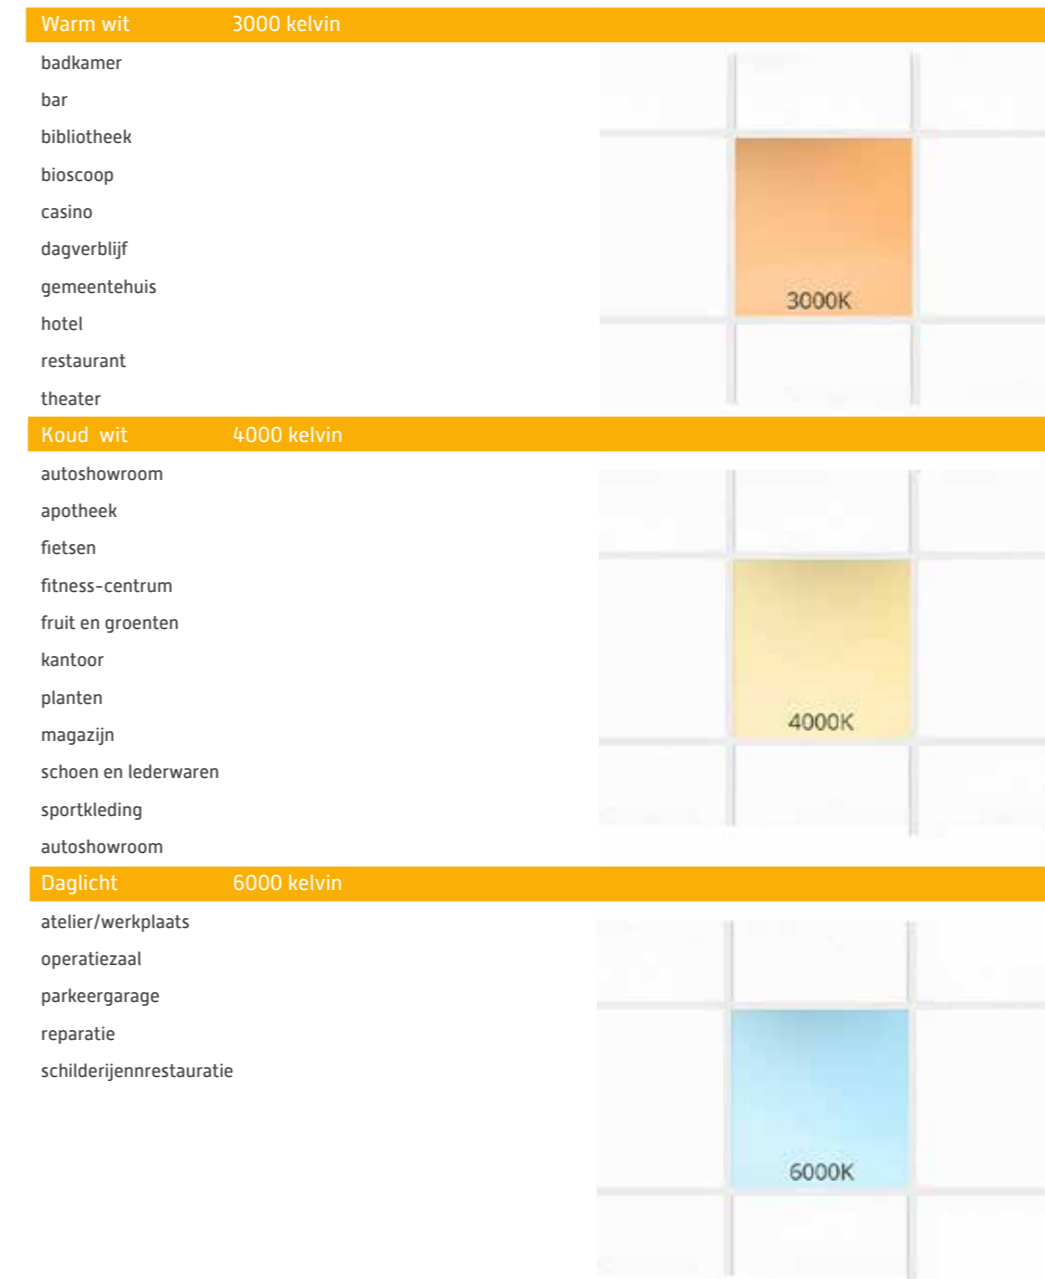 Warm wit 3000 kelvin
badkamer
bar
bibliotheek
bioscoop
casino
dagverblijf
gemeentehuis
hotel
restaurant
theater
3000K
Koud wit 4000 kelvin
autoshowroom
apotheek
fietsen
fitness-centrum
fruit en groenten
kantoor
planten
magazijn
schoen en lederwaren
sportkleding
autoshowroom
4000K
Daglicht 6000 kelvin
atelier/werkplaats
operatiezaal
parkeergarage
reparatie
schilderijennrestauratie
6000K